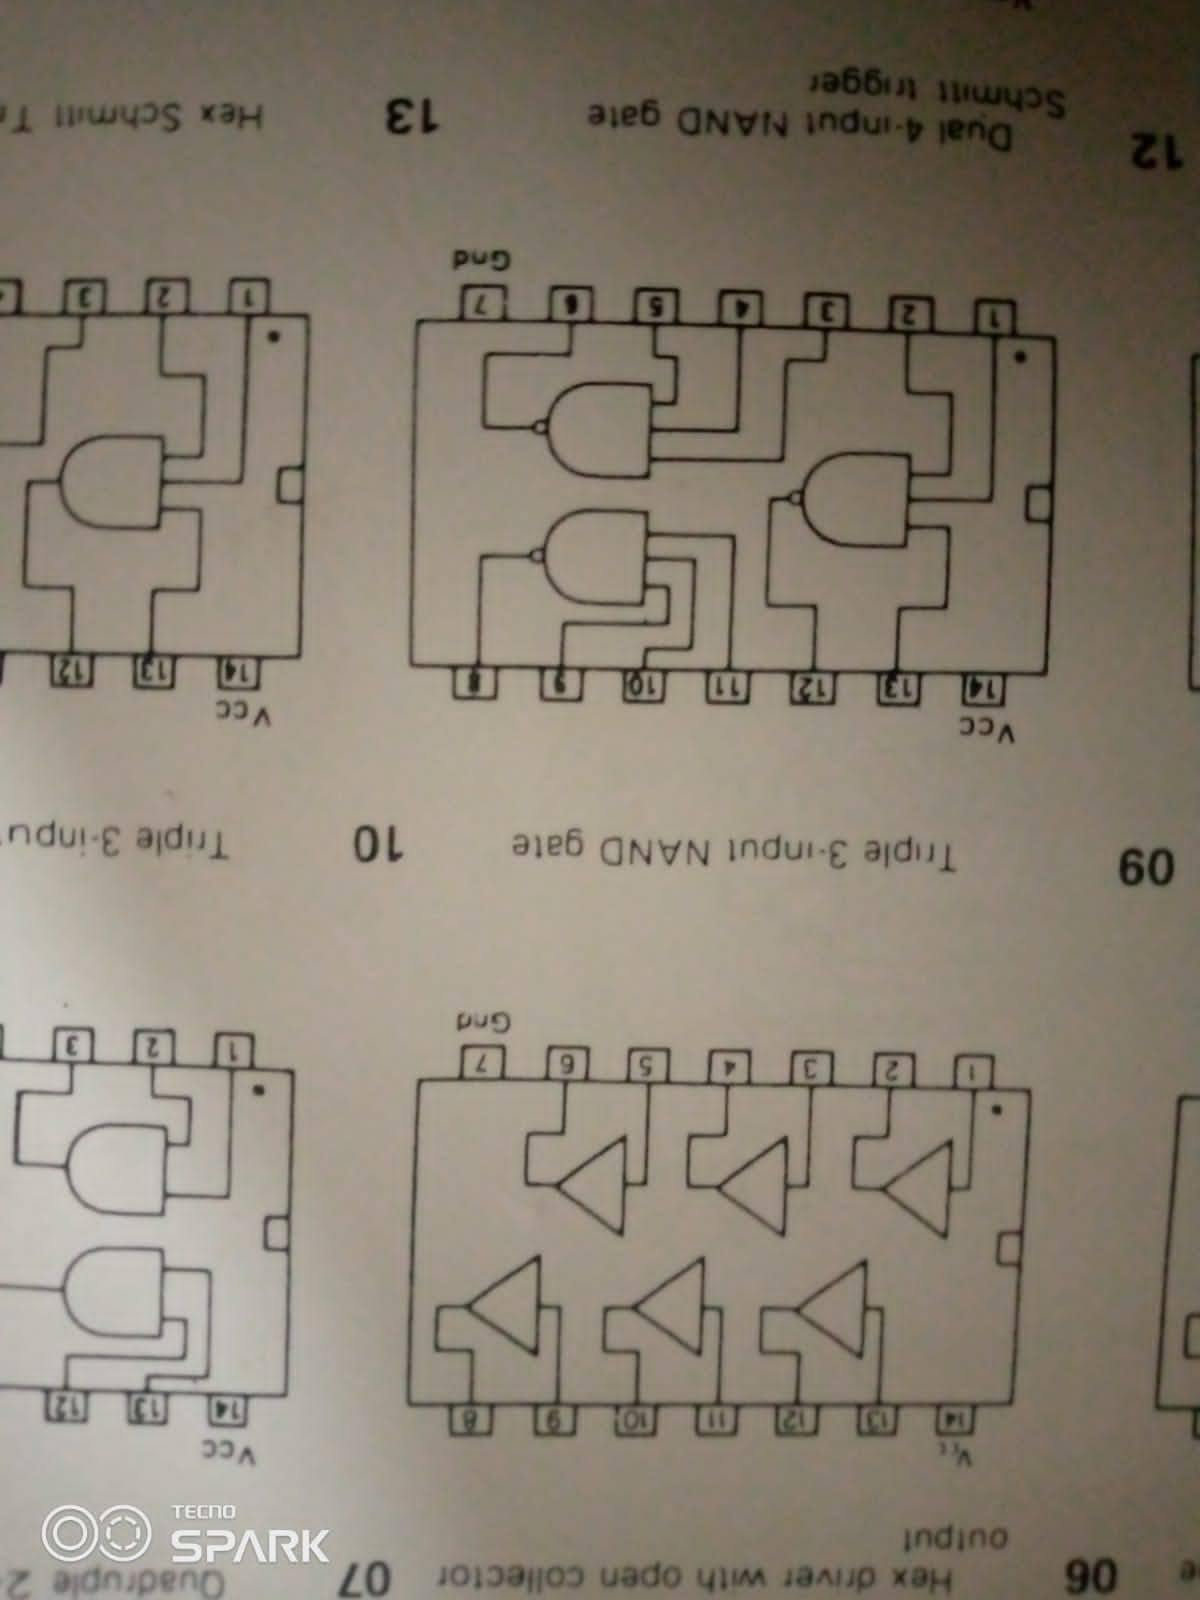 06 Hex driver with open collector 07 Quadruple 2-
output
Vcc Vcc
14 13 12 11 10 9 8 14 13 12
1 2 3 4 5 6 7 1 2 3
Gnd
09 Triple 3-input NAND gate 10 Triple 3-input
Vcc Vcc
14 13 12 11 10 9 8 14 13 12
1 2 3 4 5 6 7 1 2 3
Gnd
12 Dual 4-input NAND gate 13 Hex Schmitt
Schmitt trigger
TECNO
SPARK